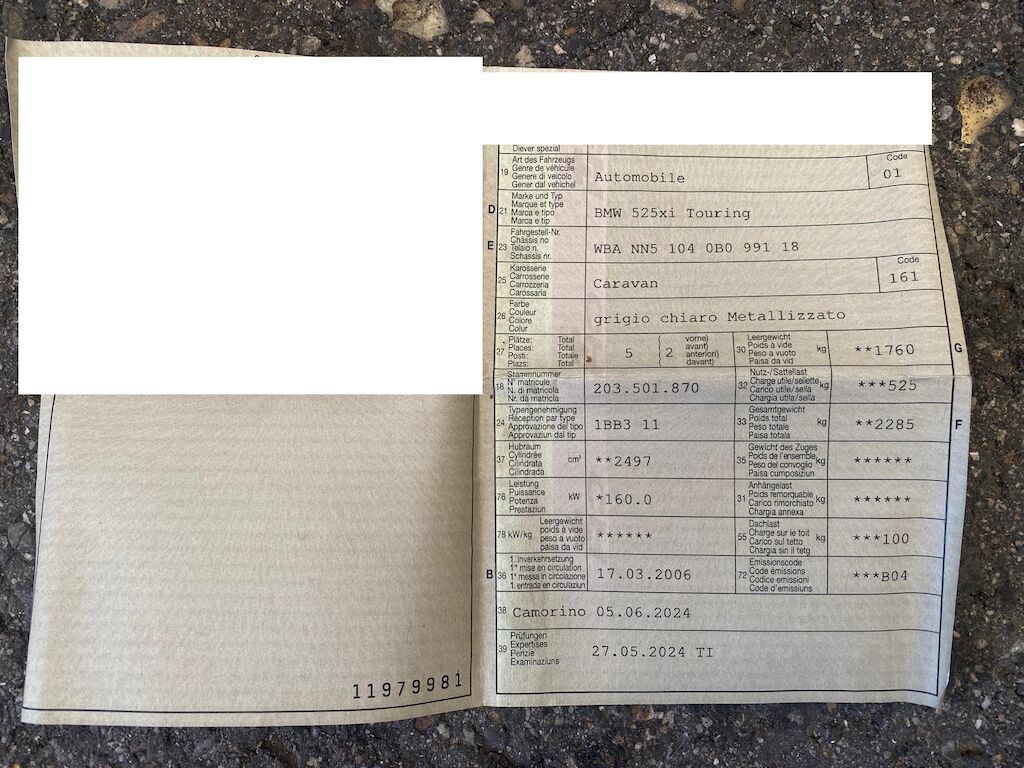 Diever spezial
19 Art des Fahrzeugs
Genre de véhicule
Genere di veicolo
Gener dal vehichel
Automobile
Code
01
D 21 Marke und Typ
Marque et type
Marca e tipo
Marca e tip
BMW 525xi Touring
E 23 Fahrgestell-Nr.
Châssis no
Telaio n.
Schassis nr.
WBA NN5 104 0B0 991 18
25 Karosserie
Carrosserie
Carrozzeria
Carossaria
Caravan
Code
161
26 Farbe
Couleur
Colore
Colur
grigio chiaro Metallizzato
27 Plätze: Total
Places: Total
Posti: Totale
Plazs: Total
5
2
vorne)
avant)
anteriori)
davant)
30 Leergewicht
Poids à vide
Peso a vuoto
Paisa da vid
kg
**1760
G
18 Stammnummer
N° matricule
N. di matricola
Nr. da matricla
203.501.870
32 Nutz-/Sattellast
Charge utile/sellette
Carico utile/sella
Chargia utila/sella
kg
***525
24 Typengenehmigung
Réception par type
Approvazione del tipo
Approvaziun dal tip
1BB3 11
33 Gesamtgewicht
Poids total
Peso totale
Paisa totala
kg
**2285
F
37 Hubraum
Cylindrée
Cilindrata
Cilindrada
cm³
**2497
35 Gewicht des Zuges
Poids de l'ensemble
Peso del convoglio
Paisa cumposiziun
kg
******
76 Leistung
Puissance
Potenza
Prestaziun
kW
*160.0
31 Anhängelast
Poids remorquable
Carico rimorchiato
Chargia annexa
kg
******
78 kW/kg
Leergewicht
poids à vide
peso a vuoto
paisa da vid
******
55 Dachlast
Charge sur le toit
Carico sul tetto
Chargia sin il tetg
kg
***100
B 36 1. Inverkehrsetzung
1re mise en circulation
1a messa in circolazione
1. entrada en circulaziun
17.03.2006
72 Emissionscode
Code émissions
Codice emissioni
Code d'emissiuns
***B04
38 Camorino 05.06.2024
39 Prüfungen
Expertises
Perizie
Examinaziuns
27.05.2024 TI
11979981